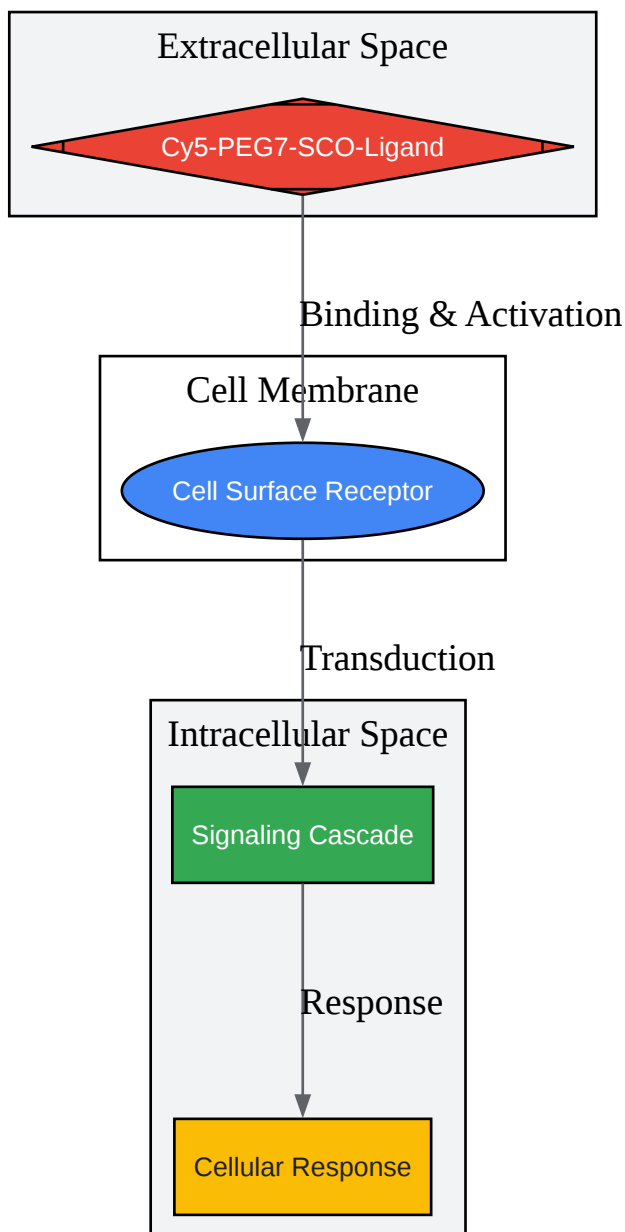 Extracellular Space
Cy5-PEG7-SCO-Ligand
Binding & Activation
Cell Membrane
Cell Surface Receptor
Transduction
Intracellular Space
Signaling Cascade
Response
Cellular Response